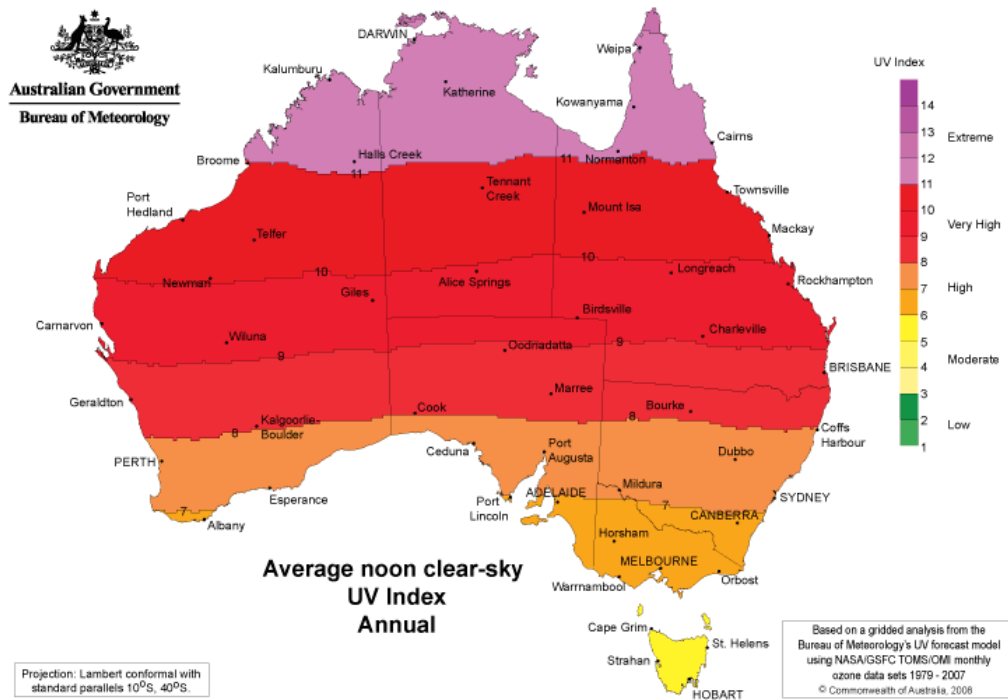 Australian Government
Bureau of Meteorology
DARWIN
Weipa
Kalumburu
Katherine
Kowanyama
Cairns
Broome
Halls Creek
11
11
Normanton
Tennant
Creek
Townsville
Port
Hedland
Mount Isa
Mackay
Telfer
10
Newman
10
Alice Springs
Longreach
Rockhampton
Giles
Birdsville
Carnarvon
Wiluna
Charleville
9
9
Oodnadatta
BRISBANE
Marree
Geraldton
Cook
Bourke
8
8
Kalgoorlie-
Boulder
Coffs
Harbour
PERTH
Ceduna
Port
Augusta
Dubbo
Mildura
Esperance
Port
Lincoln
ADELAIDE
SYDNEY
7
7
CANBERRA
Albany
Horsham
MELBOURNE
Warrnambool
Orbost
Cape Grim
St. Helens
Strahan
HOBART
UV Index
14
13
12
11
10
9
8
7
6
5
4
3
2
1
Extreme
Very High
High
Moderate
Low
Average noon clear-sky
UV Index
Annual
Projection: Lambert conformal with
standard parallels 10°S, 40°S.
Based on a gridded analysis from the
Bureau of Meteorology's UV forecast model
using NASA/GSFC TOMS/OMI monthly
ozone data sets 1979 - 2007
© Commonwealth of Australia, 2008